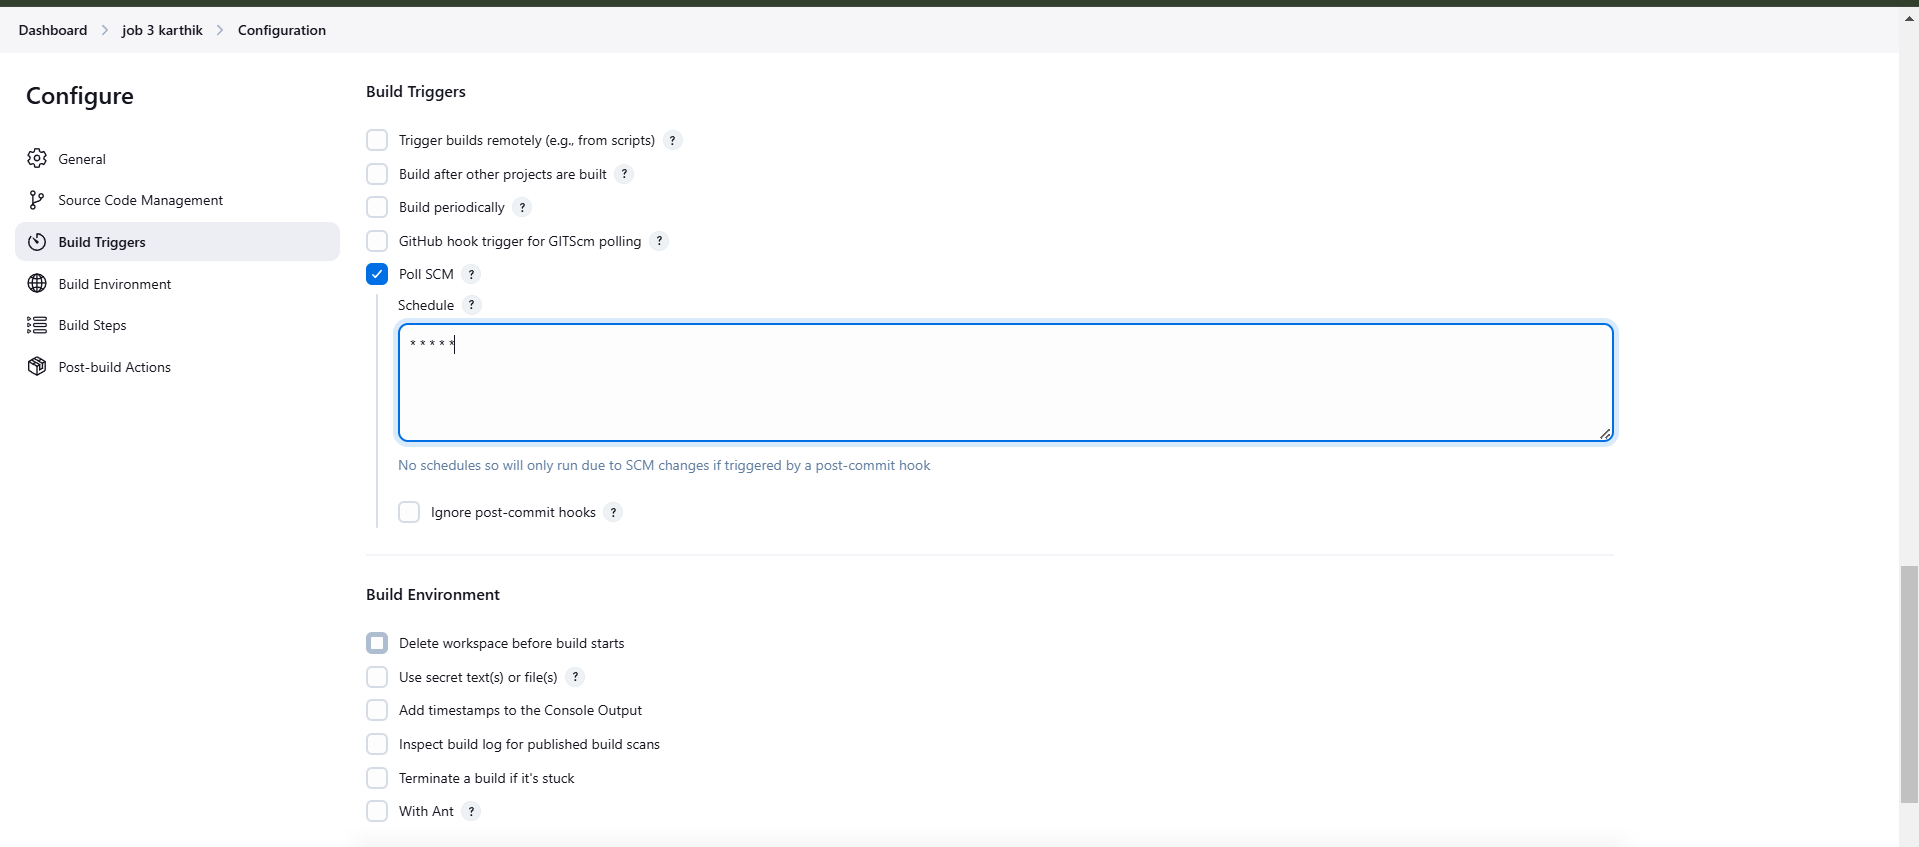 Dashboard > job 3 karthik > Configuration
Configure
General
Source Code Management
Build Triggers
Build Environment
Build Steps
Post-build Actions
Build Triggers
Trigger builds remotely (e.g., from scripts) ?
Build after other projects are built ?
Build periodically ?
GitHub hook trigger for GITScm polling ?
Poll SCM ?
Schedule ?
* * * * *
No schedules so will only run due to SCM changes if triggered by a post-commit hook
Ignore post-commit hooks ?
Build Environment
Delete workspace before build starts
Use secret text(s) or file(s) ?
Add timestamps to the Console Output
Inspect build log for published build scans
Terminate a build if it's stuck
With Ant ?